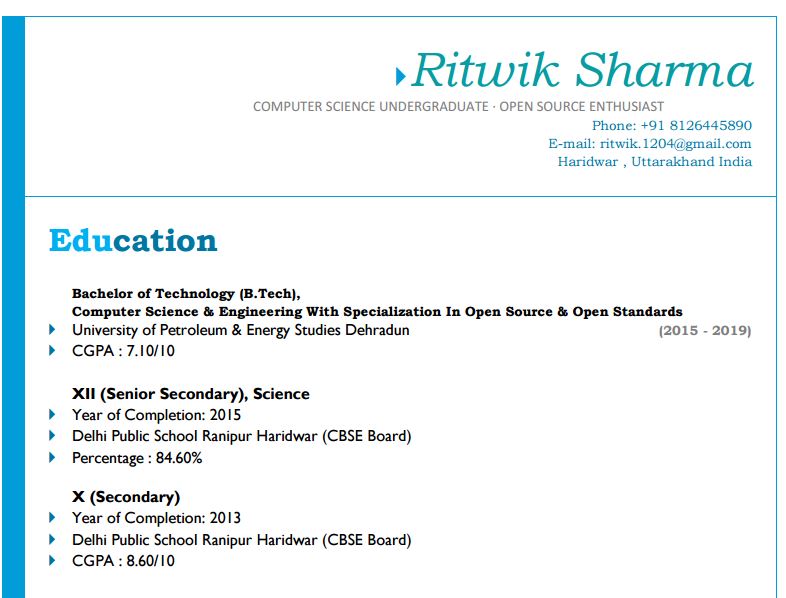 Ritwik Sharma
COMPUTER SCIENCE UNDERGRADUATE · OPEN SOURCE ENTHUSIAST
Phone: +91 8126445890
E-mail: ritwik.1204@gmail.com
Haridwar , Uttarakhand India
Education
Bachelor of Technology (B.Tech),
Computer Science & Engineering With Specialization In Open Source & Open Standards
University of Petroleum & Energy Studies Dehradun (2015 - 2019)
CGPA : 7.10/10
XII (Senior Secondary), Science
Year of Completion: 2015
Delhi Public School Ranipur Haridwar (CBSE Board)
Percentage : 84.60%
X (Secondary)
Year of Completion: 2013
Delhi Public School Ranipur Haridwar (CBSE Board)
CGPA : 8.60/10